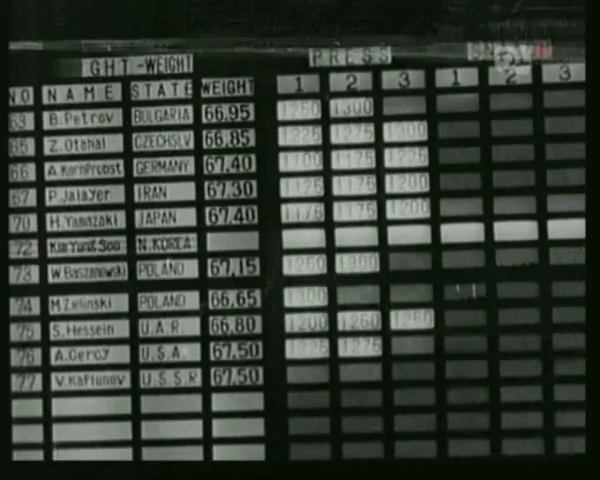 GHT-WEIGHT PRESS
NO NAME STATE WEIGHT 1 2 3 1 2 3
B.Petrov BULGARIA 66,95 1250 1300
Z.Otahal CZECHSLV 66,85 1225 1275 1300
66 A.KornProbst GERMANY 67.40 1100 1175 1225
67 P.Jalayer IRAN 67.30 1125 1175 1200
70 H.Yamazaki JAPAN 67.40 1175 1175 1200
72 N.KOREA
73 W.Baszanowski POLAND 67,15 1250 1300
74 M.Zielinski POLAND 66,65 1300
75 S.Hessein U.A.R. 66,80 1200 1250 1250
76 A.Gercy U.S.A. 67,50 1225 1275
77 V.Kaplunov U.S.S.R 67,50